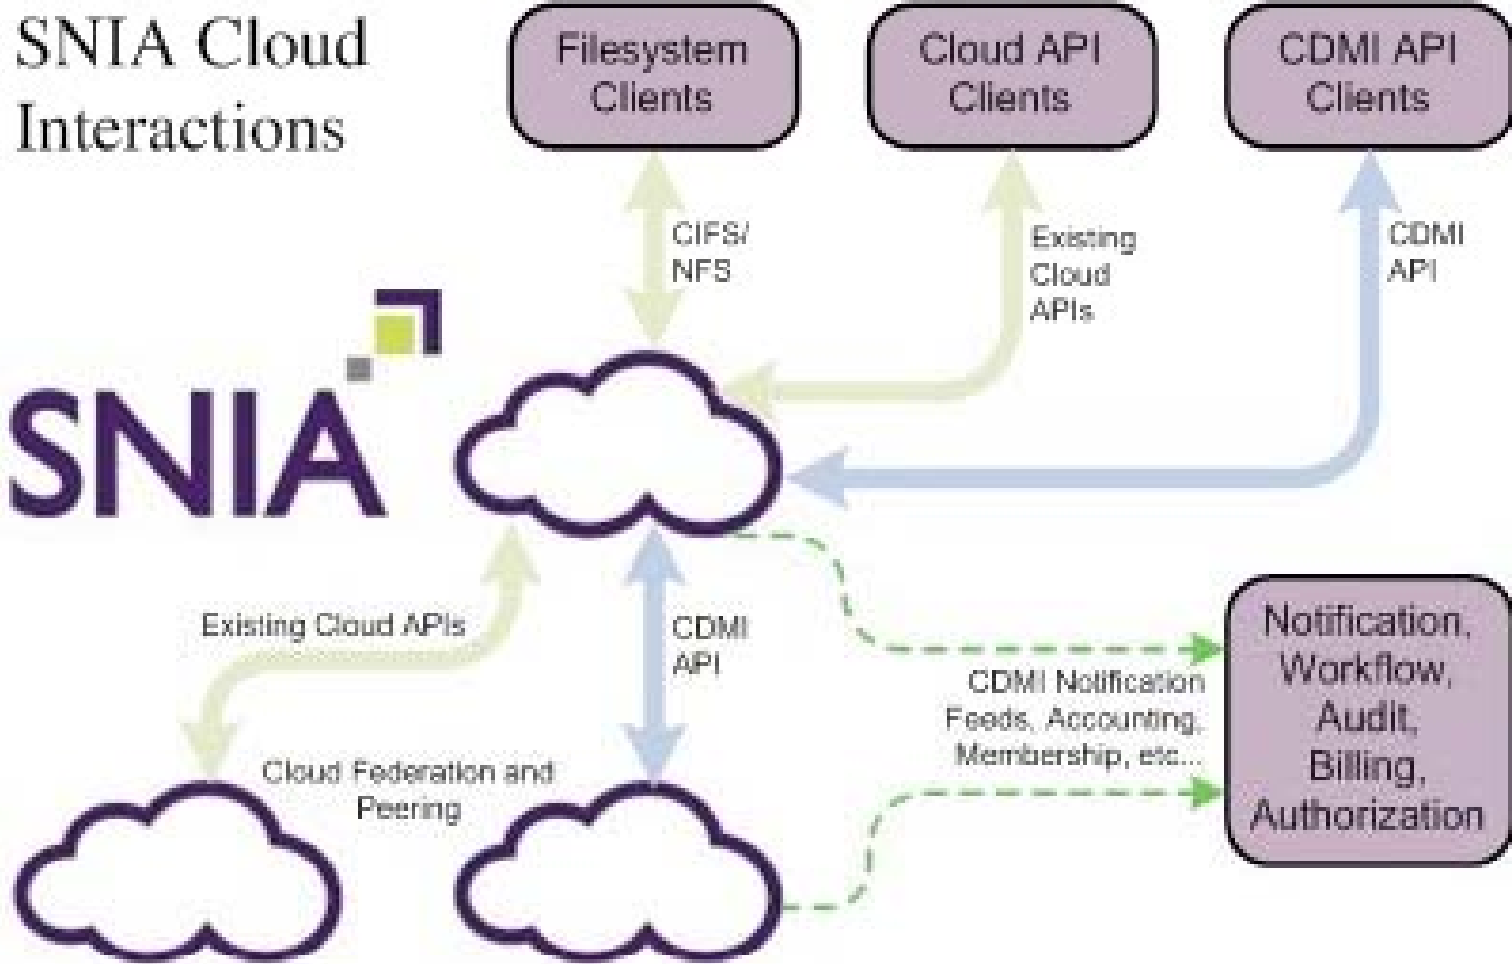 SNIA Cloud
Interactions
Filesystem
Clients
Cloud API
Clients
CDMI API
Clients
CIFS/
NFS
Existing
Cloud
APIs
CDMI
API
SNIA
Existing Cloud APIs
CDMI
API
Cloud Federation and
Peering
CDMI Notification
Feeds, Accounting,
Membership, etc...
Notification,
Workflow,
Audit,
Billing,
Authorization